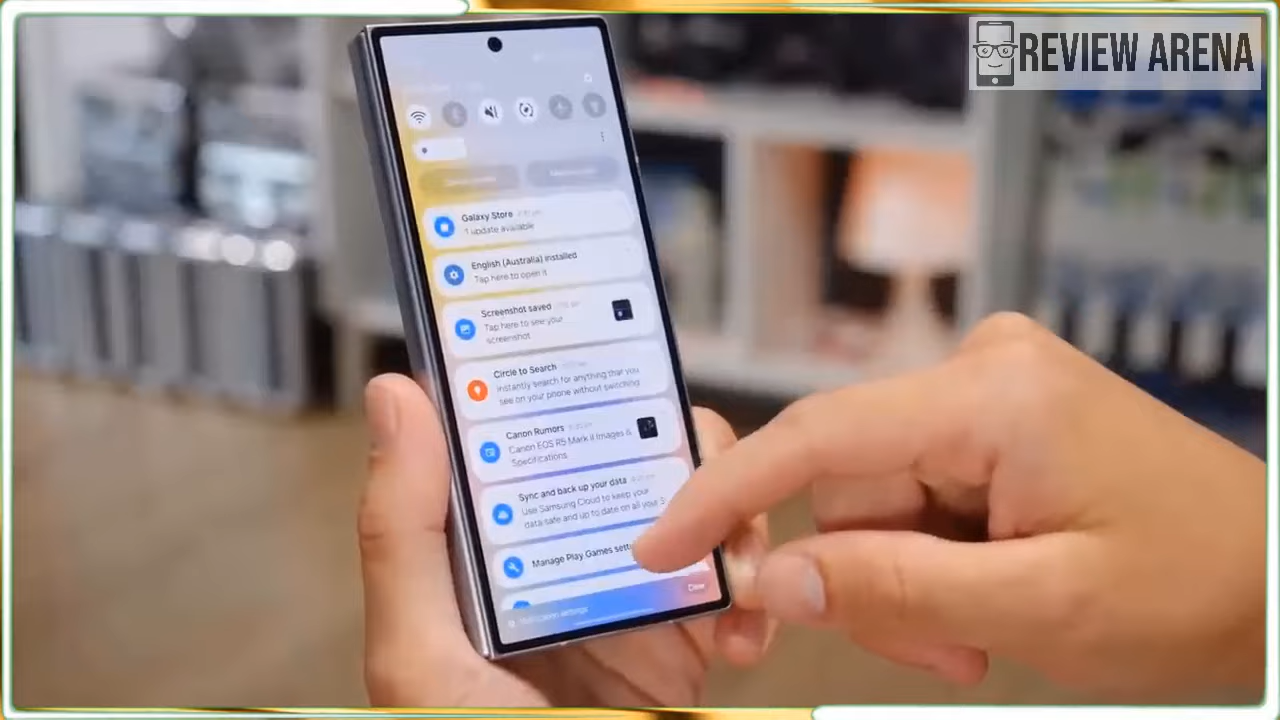 REVIEW ARENA
Galaxy Store
1 update available
English (Australia) installed
Tap here to open it
Screenshot saved
Tap here to see your
screenshot
Circle to Search
Instantly search for anything that you
see on your phone without switching
Canon Rumors
Canon EOS R5 Mark II Images &
Specifications
Sync and back up your data
Use Samsung Cloud to keep your
data safe and up to date on all your S
Manage Play Games setti
Clear
Notification settings